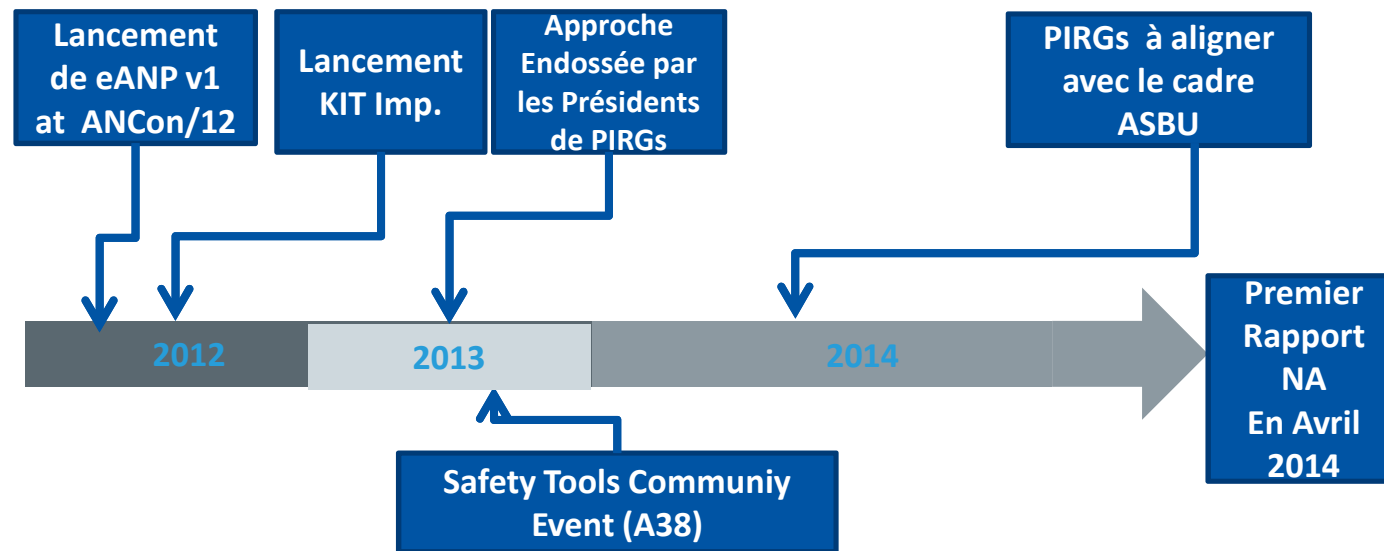 Lancement
de eANP v1
at ANCon/12
Lancement
KIT Imp.
Approche
Endossée par
les Présidents
de PIRGs
PIRGs à aligner
avec le cadre
ASBU
2012
2013
2014
Premier
Rapport
NA
En Avril
2014
Safety Tools Communiy
Event (A38)